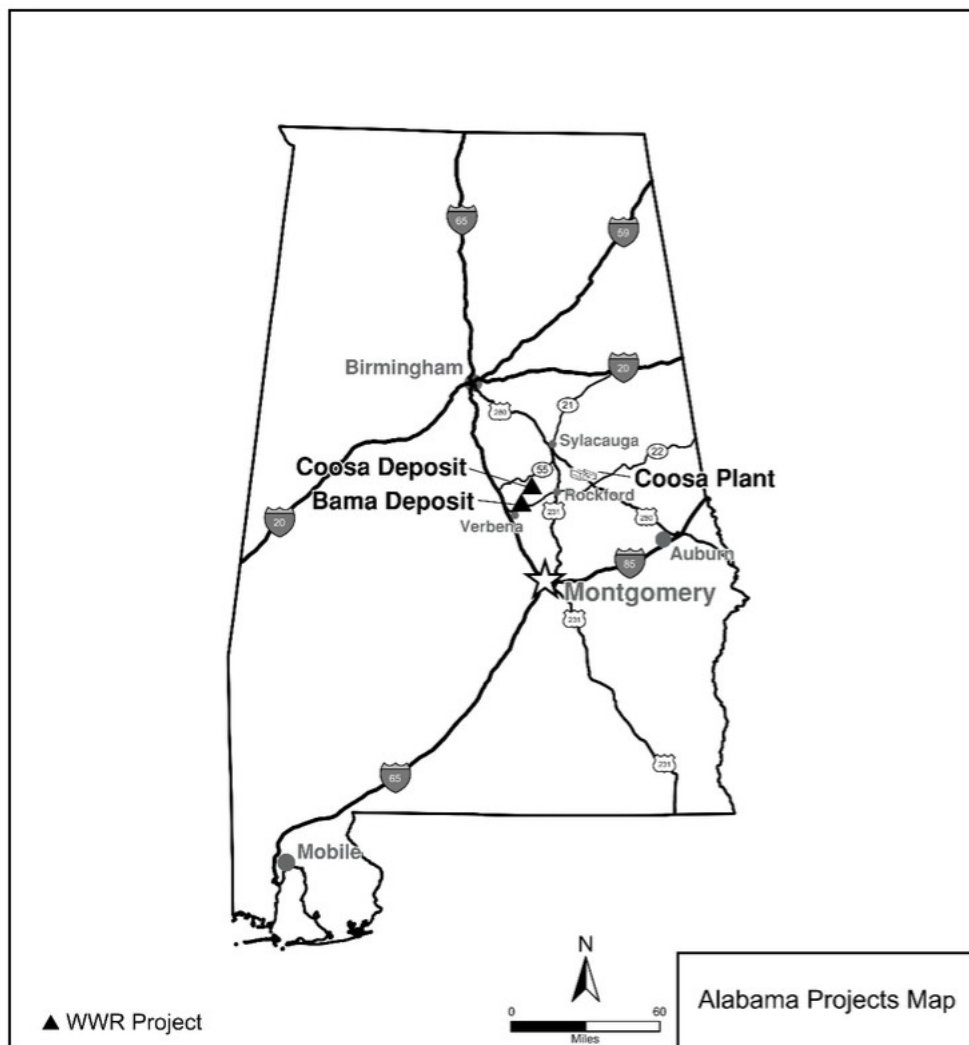 65
59
Birmingham
20
280
21
Sylacauga
22
Coosa Deposit
55
Coosa Plant
Bama Deposit
Rockford
Verbena
231
280
20
Auburn
85
Montgomery
231
231
65
Mobile
N
0 60
Miles
▲ WWR Project
Alabama Projects Map